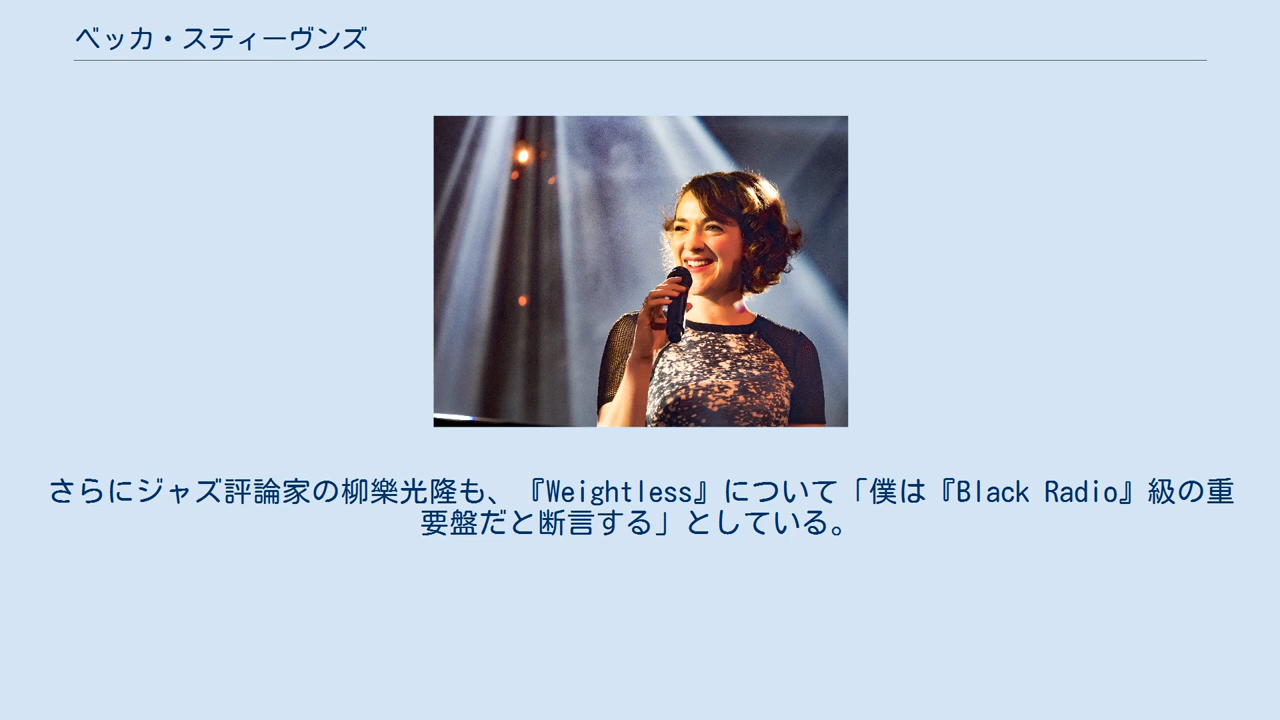 ベッカ・スティーヴンズ
さらにジャズ評論家の柳樂光隆も、『Weightless』について「僕は『Black Radio』級の重
要盤だと断言する」としている。